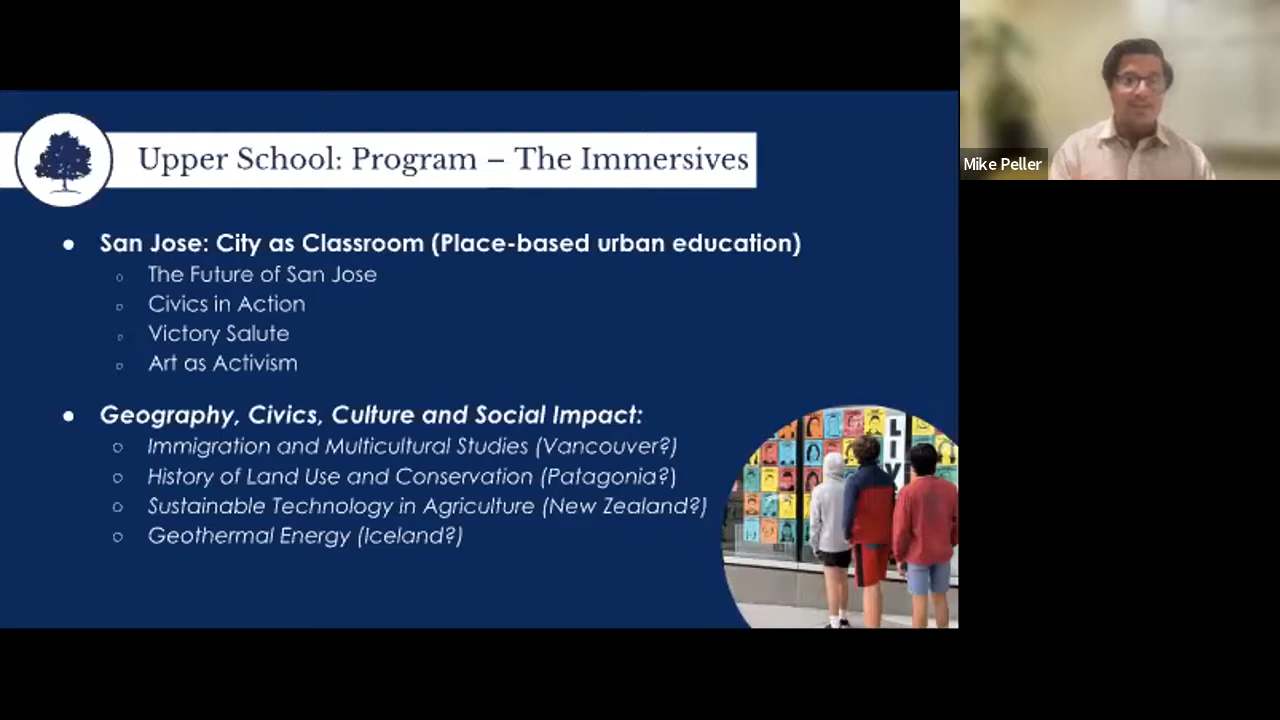 Upper School: Program – The Immersives
● San Jose: City as Classroom (Place-based urban education)
○ The Future of San Jose
○ Civics in Action
○ Victory Salute
○ Art as Activism
● Geography, Civics, Culture and Social Impact:
○ Immigration and Multicultural Studies (Vancouver?)
○ History of Land Use and Conservation (Patagonia?)
○ Sustainable Technology in Agriculture (New Zealand?)
○ Geothermal Energy (Iceland?)
Mike Peller